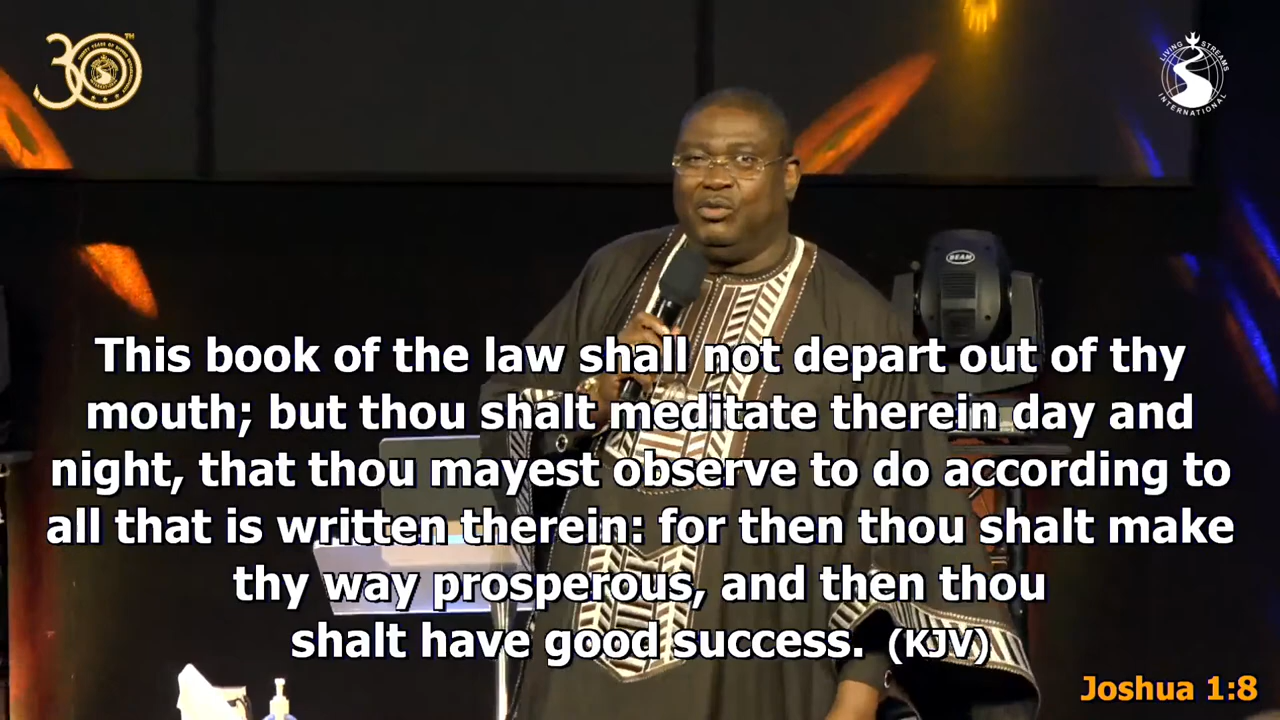 30TH
LIVING STREAMS
INTERNATIONAL
BEAM
This book of the law shall not depart out of thy
mouth; but thou shalt meditate therein day and
night, that thou mayest observe to do according to
all that is written therein: for then thou shalt make
thy way prosperous, and then thou
shalt have good success. (KJV)
Joshua 1:8